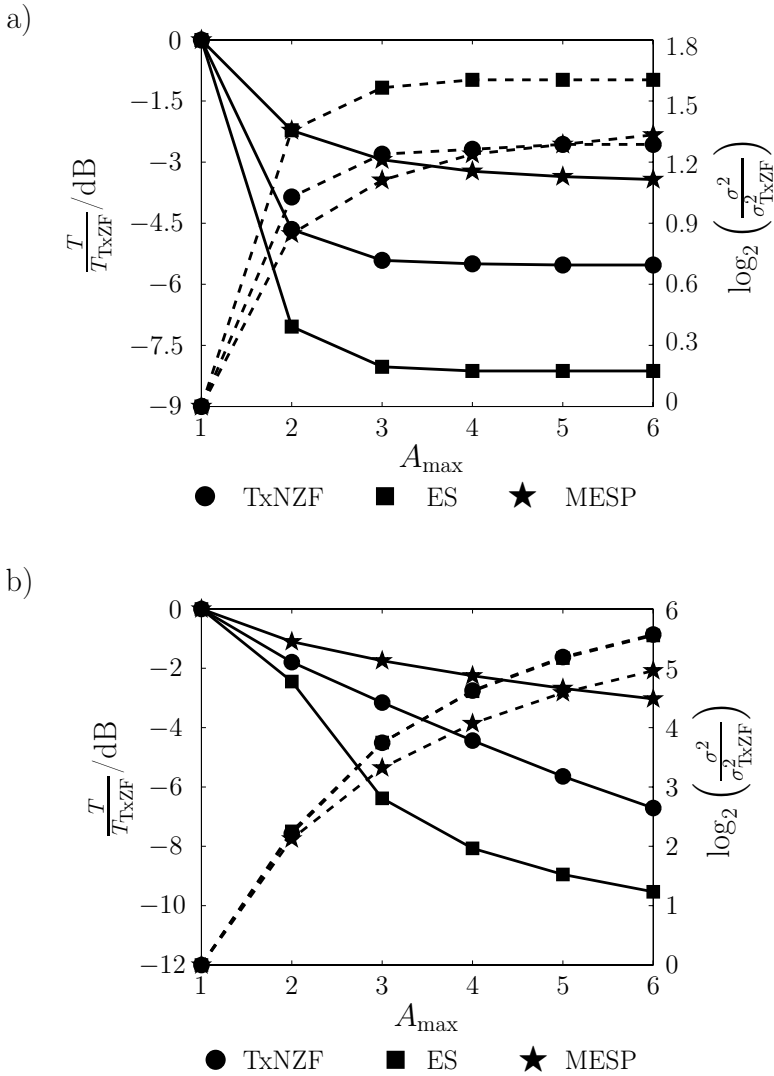 a)
0
−1.5
−3
−4.5
−6
−7.5
−9
T/T_TxZF /dB
1.8
1.5
1.2
0.9
0.6
0.3
0
log₂(σ²/σ²_TxZF)
1 2 3 4 5 6
A_max
TxNZF ES MESP
b)
0
−2
−4
−6
−8
−10
−12
T/T_TxZF /dB
6
5
4
3
2
1
0
log₂(σ²/σ²_TxZF)
1 2 3 4 5 6
A_max
TxNZF ES MESP